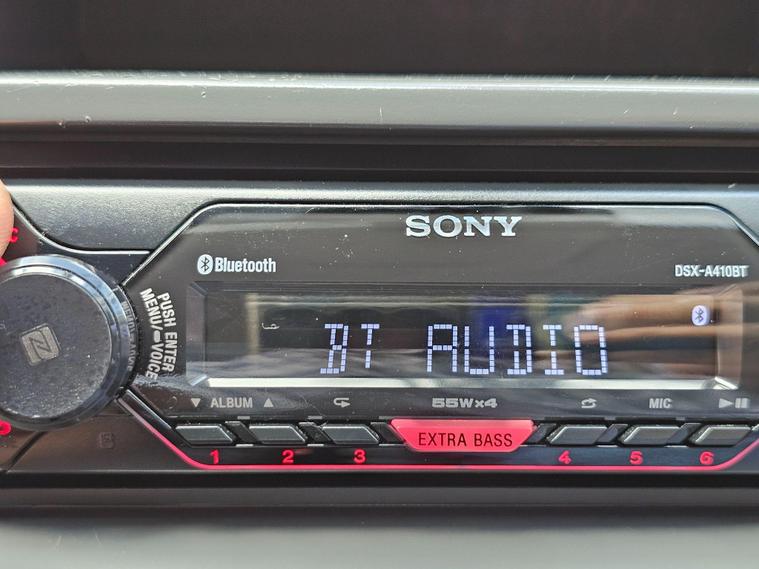 SONY
Bluetooth
DSX-A410BT
PUSH ENTER
MENU/VOICE
BT AUDIO
▼ ALBUM ▲
55W×4
MIC
EXTRA BASS
1 2 3 4 5 6